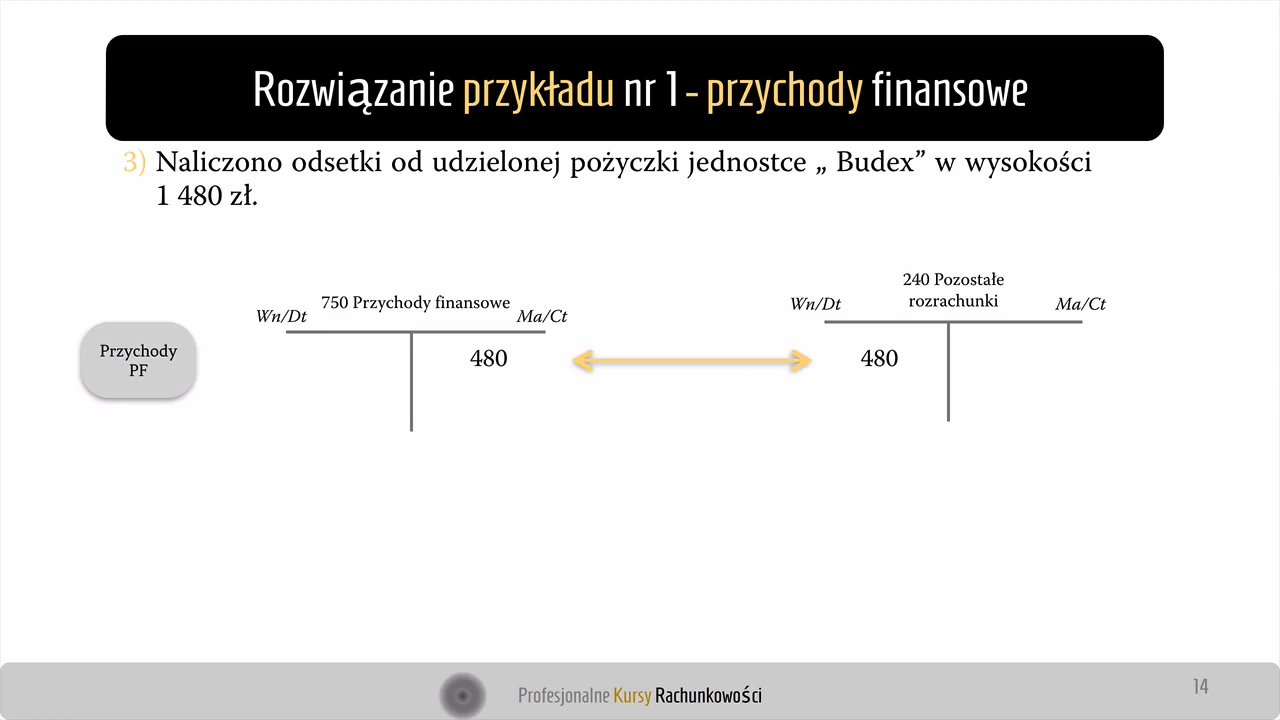 Rozwiązanie przykładu nr 1 - przychody finansowe
3) Naliczono odsetki od udzielonej pożyczki jednostce „ Budex” w wysokości
1 480 zł.
240 Pozostałe
rozrachunki
750 Przychody finansowe
Wn/Dt Ma/Ct Wn/Dt Ma/Ct
Przychody
PF
480 480
Profesjonalne Kursy Rachunkowości
14